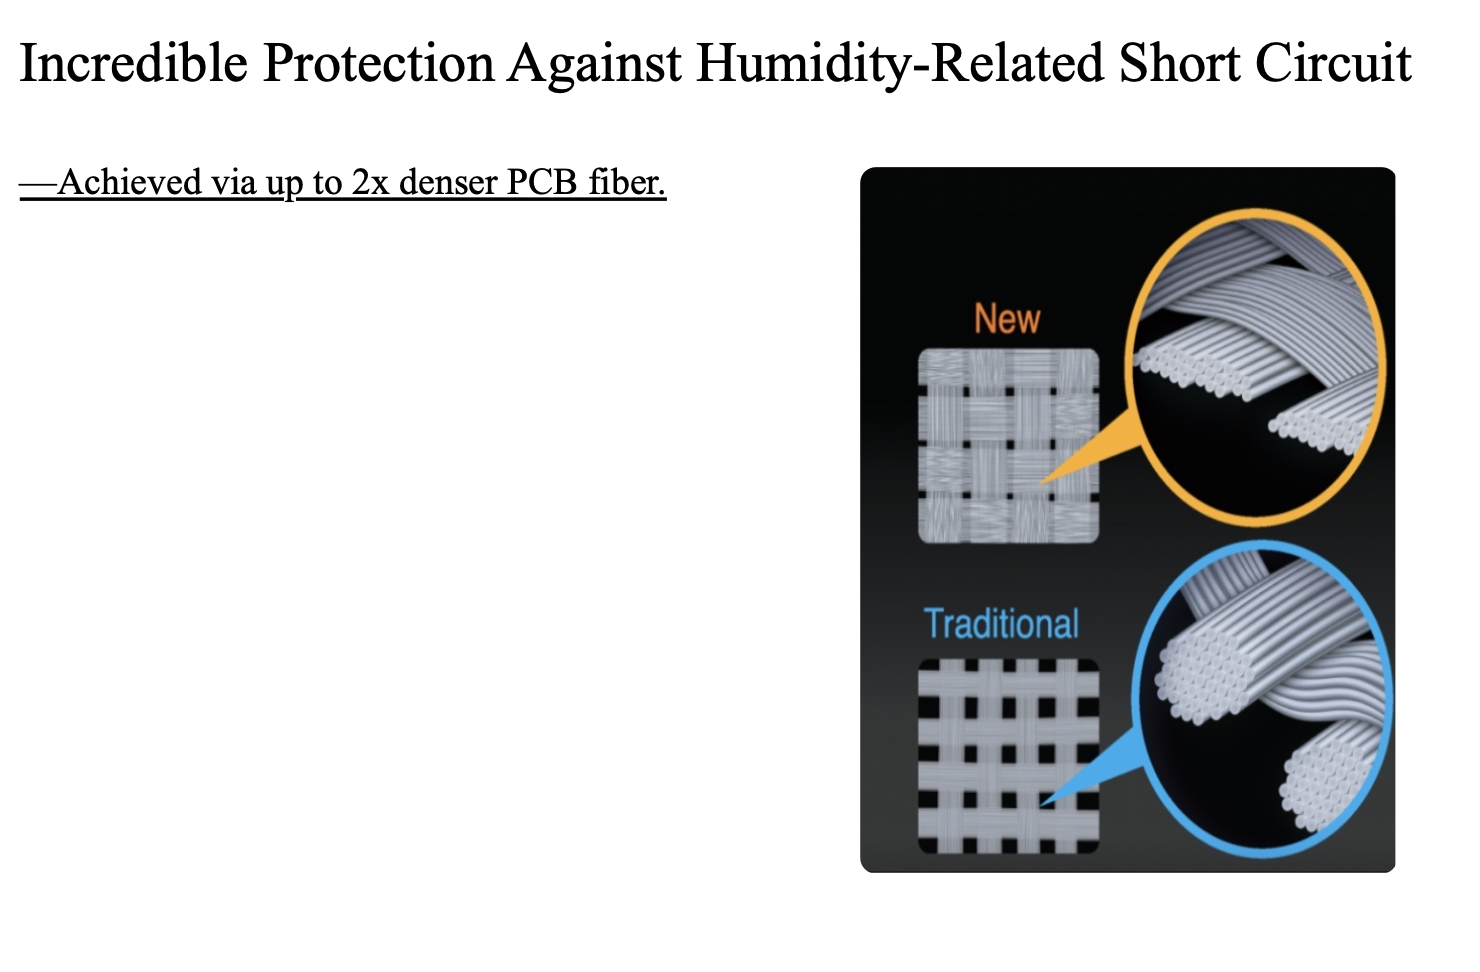 Incredible Protection Against Humidity-Related Short Circuit
—Achieved via up to 2x denser PCB fiber.
New
Traditional